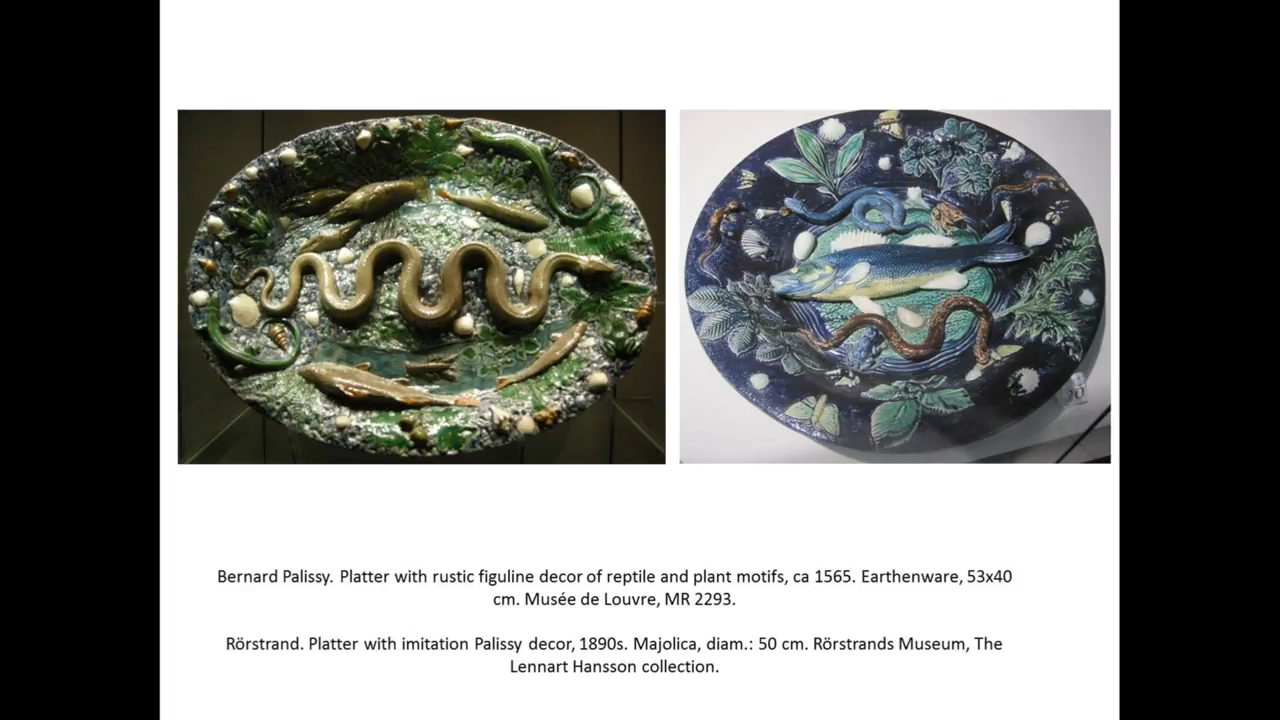 Bernard Palissy. Platter with rustic figuline decor of reptile and plant motifs, ca 1565. Earthenware, 53x40
cm. Musée de Louvre, MR 2293.
Rörstrand. Platter with imitation Palissy decor, 1890s. Majolica, diam.: 50 cm. Rörstrands Museum, The
Lennart Hansson collection.